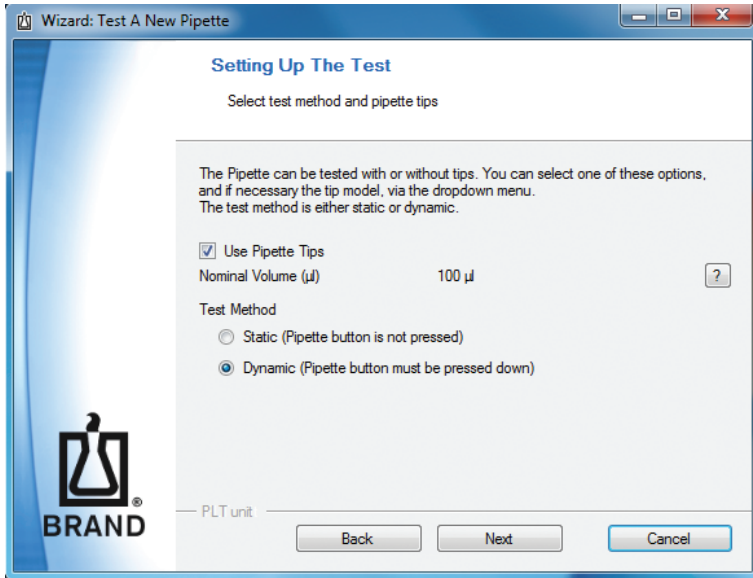 Wizard: Test A New Pipette
Setting Up The Test
Select test method and pipette tips
The Pipette can be tested with or without tips. You can select one of these options,
and if necessary the tip model, via the dropdown menu.
The test method is either static or dynamic.
Use Pipette Tips
Nominal Volume (µl) 100 µl ?
Test Method
Static (Pipette button is not pressed)
Dynamic (Pipette button must be pressed down)
®
BRAND
PLT unit
Back Next Cancel